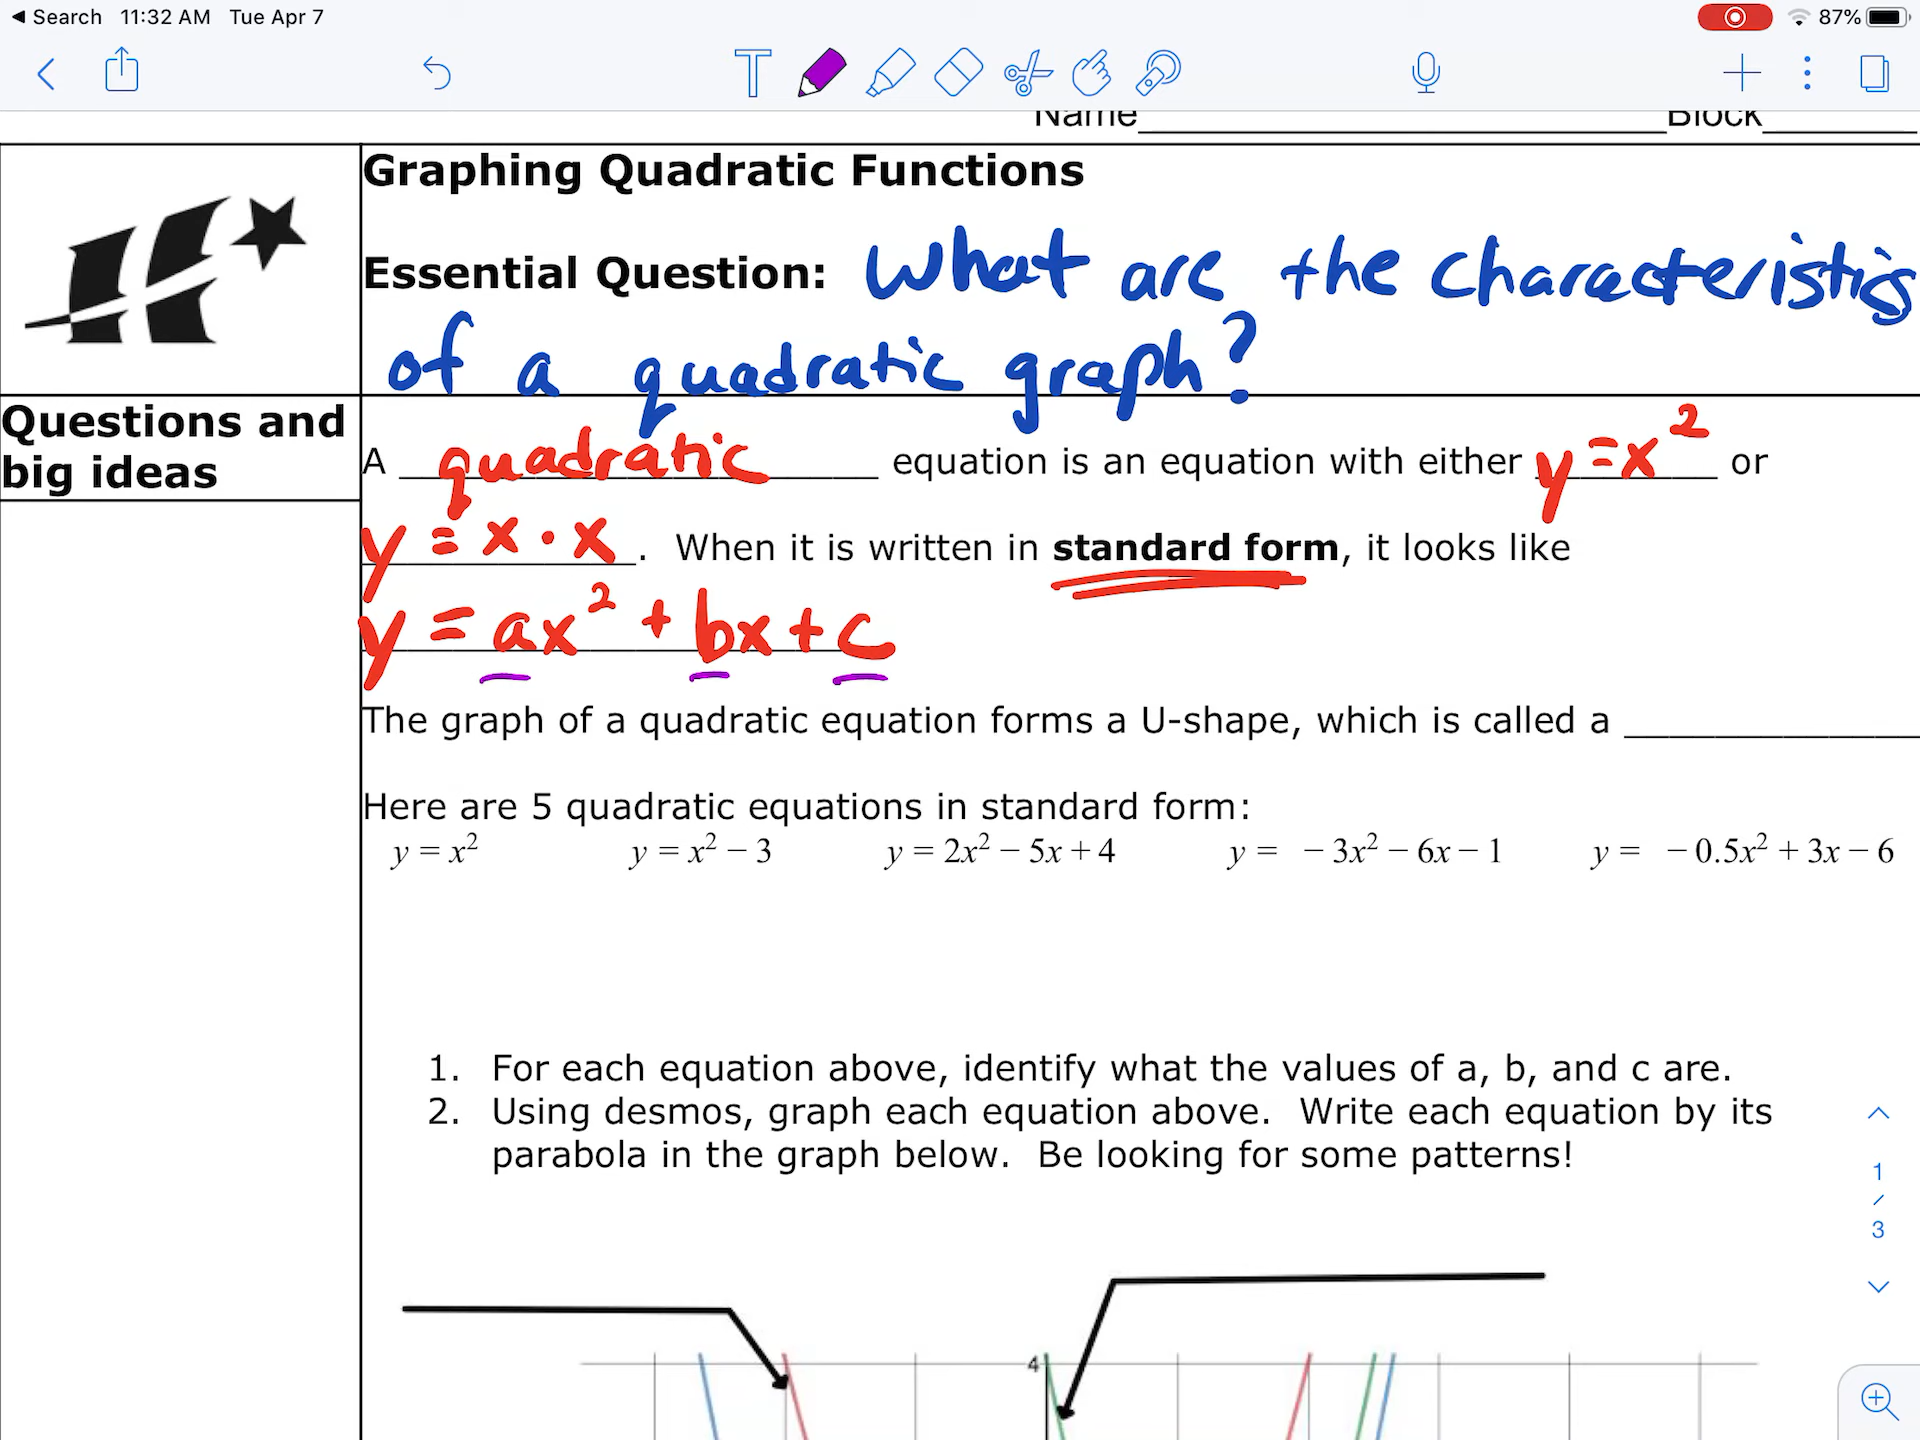 ◀ Search 11:32 AM Tue Apr 7 87%
T
Name Block
Graphing Quadratic Functions
Essential Question: What are the characteristics
of a quadratic graph?
Questions and
big ideas
A quadratic equation is an equation with either y = x² or
y = x · x. When it is written in standard form, it looks like
y = ax² + bx + c
The graph of a quadratic equation forms a U-shape, which is called a
Here are 5 quadratic equations in standard form:
y = x² y = x² − 3 y = 2x² − 5x + 4 y = − 3x² − 6x − 1 y = − 0.5x² + 3x − 6
1. For each equation above, identify what the values of a, b, and c are.
2. Using desmos, graph each equation above. Write each equation by its
parabola in the graph below. Be looking for some patterns!
1
/
3
4